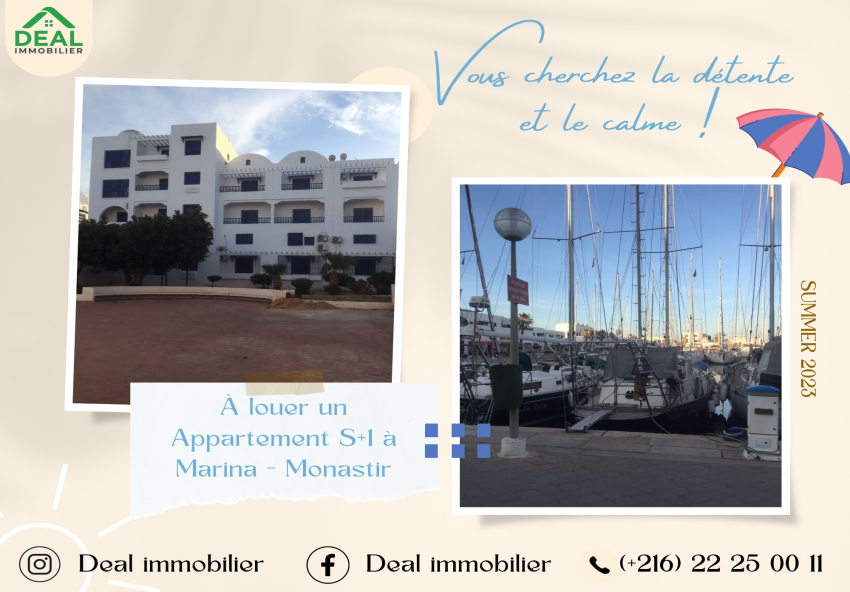 DEAL
IMMOBILIER
Vous cherchez la détente
et le calme !
SUMMER 2023
À louer un
Appartement S+1 à
Marina - Monastir
Deal immobilier
Deal immobilier
(+216) 22 25 00 11